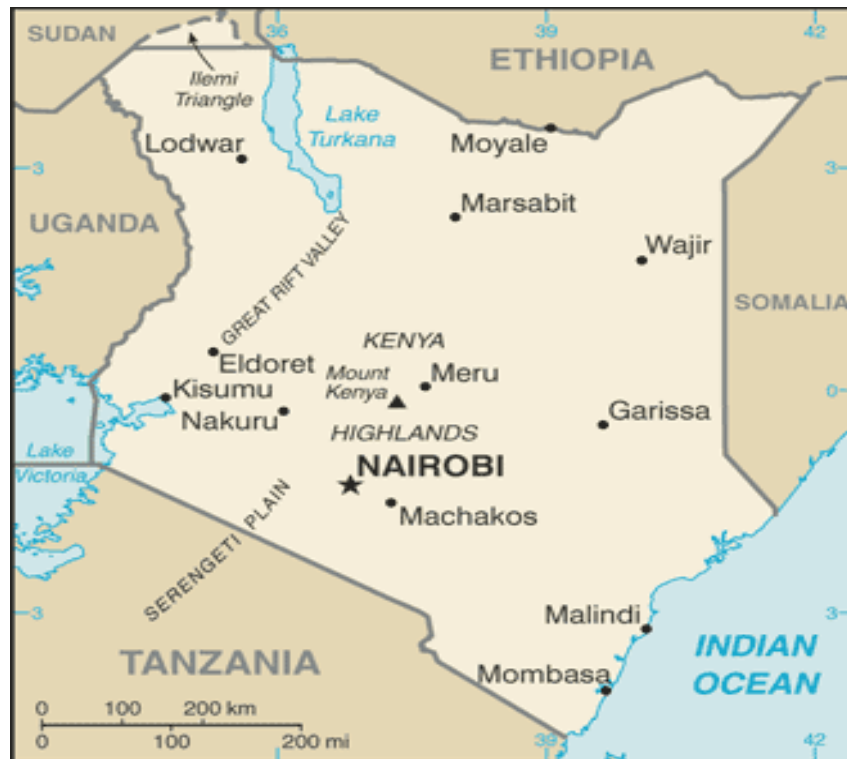 SUDAN
36
39
42
ETHIOPIA
Ilemi
Triangle
Lake
Turkana
Lodwar
Moyale
3
3
UGANDA
Marsabit
Wajir
GREAT RIFT VALLEY
SOMALIA
KENYA
Eldoret
Mount
Kenya
Meru
0
Kisumu
Nakuru
Garissa
HIGHLANDS
Lake
Victoria
NAIROBI
Machakos
SERENGETI PLAIN
3
3
Malindi
TANZANIA
INDIAN
OCEAN
Mombasa
0 100 200 km
0 100 200 mi
39
42